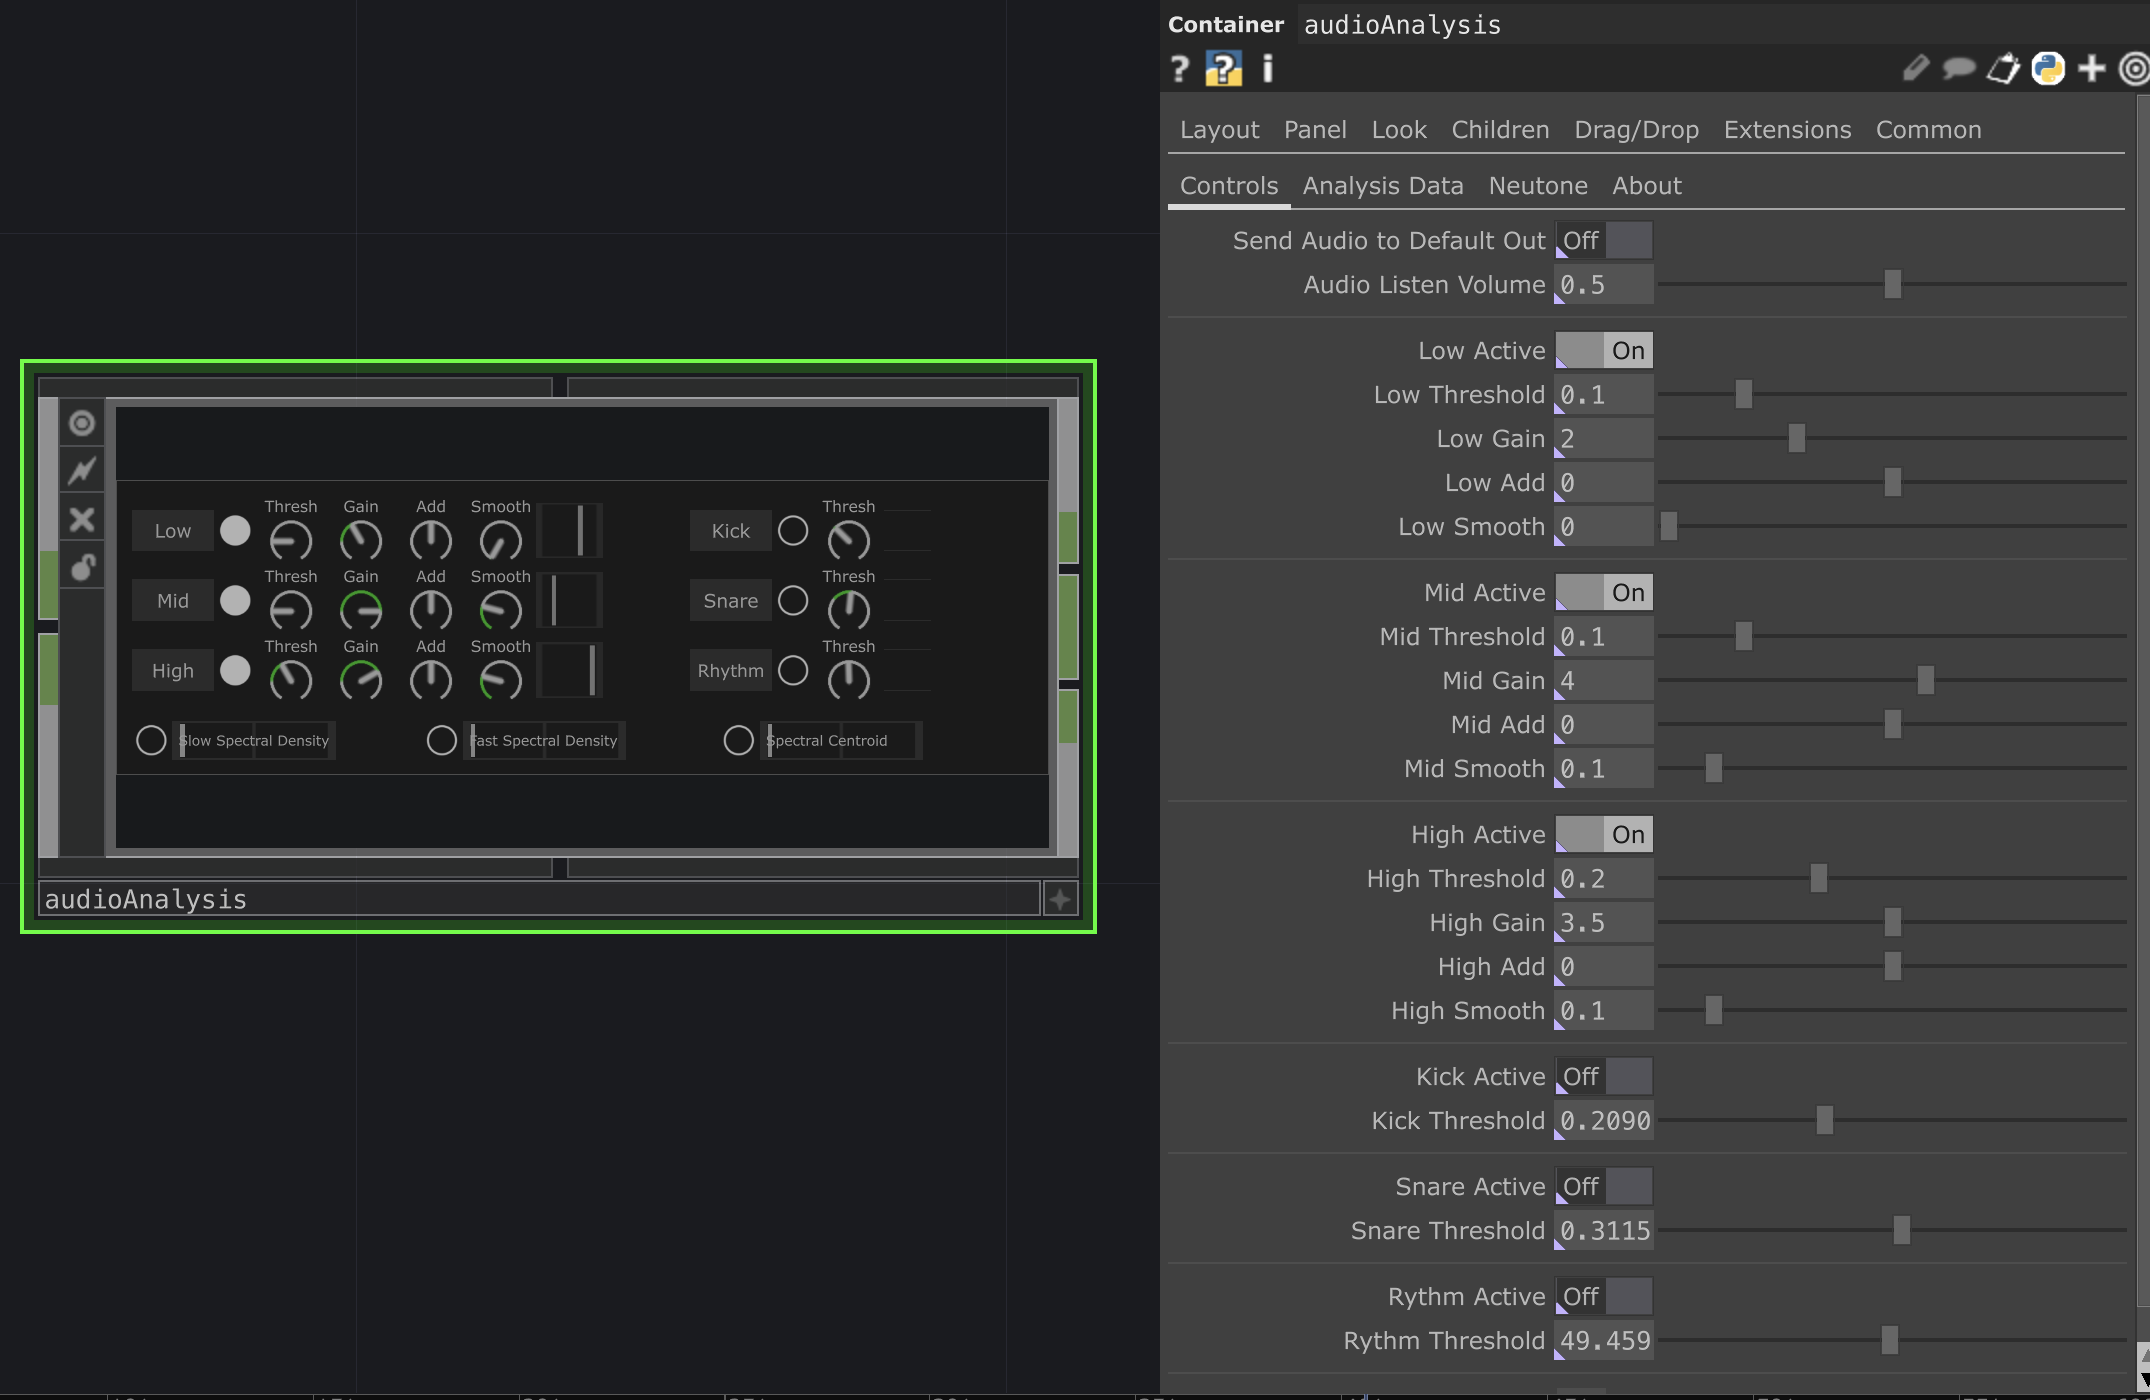 Container audioAnalysis
? ? i
Layout Panel Look Children Drag/Drop Extensions Common
Controls Analysis Data Neutone About
Send Audio to Default Out Off
Audio Listen Volume 0.5
Low Active On
Low Threshold 0.1
Low Gain 2
Low Add 0
Low Smooth 0
Mid Active On
Mid Threshold 0.1
Mid Gain 4
Mid Add 0
Mid Smooth 0.1
High Active On
High Threshold 0.2
High Gain 3.5
High Add 0
High Smooth 0.1
Kick Active Off
Kick Threshold 0.2090
Snare Active Off
Snare Threshold 0.3115
Rythm Active Off
Rythm Threshold 49.459
Thresh Gain Add Smooth Thresh
Low Kick
Thresh Gain Add Smooth Thresh
Mid Snare
Thresh Gain Add Smooth Thresh
High Rhythm
Slow Spectral Density Fast Spectral Density Spectral Centroid
audioAnalysis